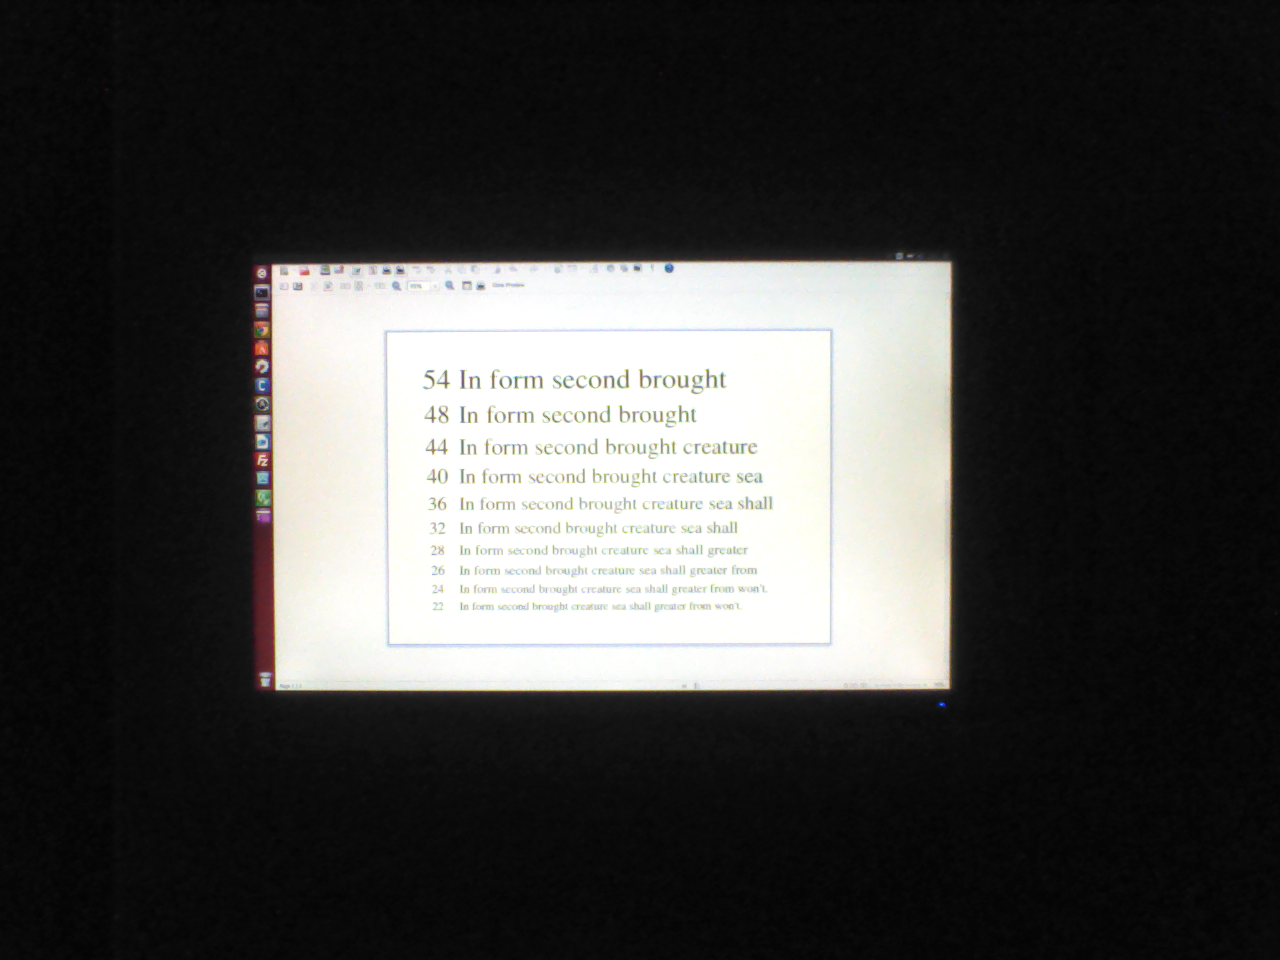 54 In form second brought
48 In form second brought
44 In form second brought creature
40 In form second brought creature sea
36 In form second brought creature sea shall
32 In form second brought creature sea shall
28 In form second brought creature sea shall greater
26 In form second brought creature sea shall greater from
24 In form second brought creature sea shall greater from won't.
22 In form second brought creature sea shall greater from won't.